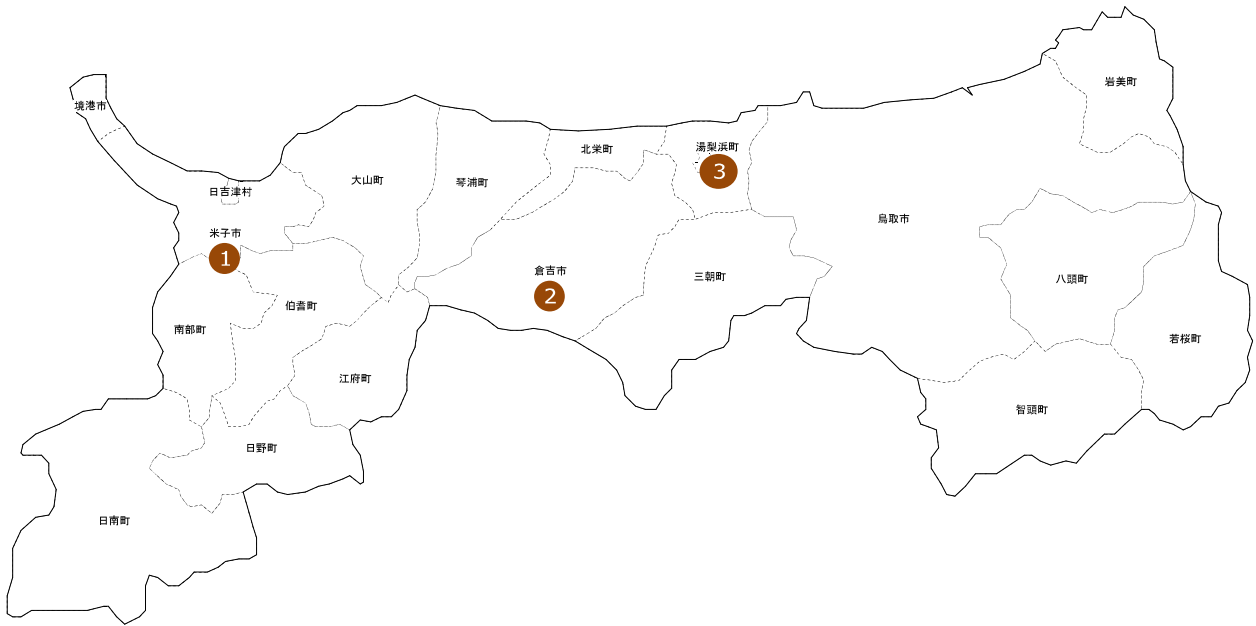 岩美町
境港市
湯梨浜町
北栄町
3
大山町
琴浦町
日吉津村
鳥取市
米子市
1
倉吉市
三朝町
八頭町
2
伯耆町
南部町
若桜町
江府町
智頭町
日野町
日南町